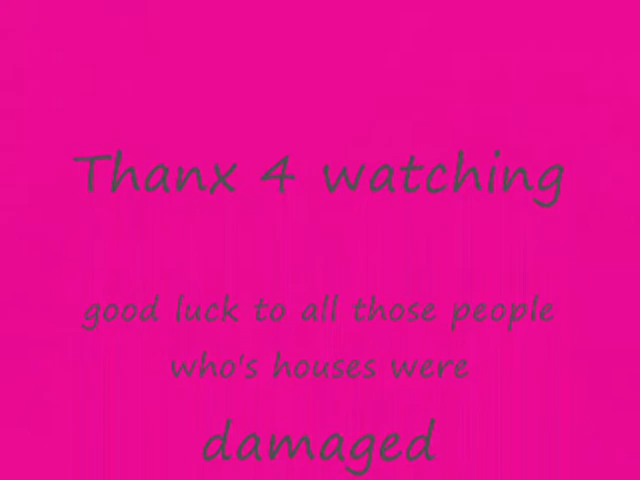 Thanx 4 watching
good luck to all those people
who's houses were
damaged